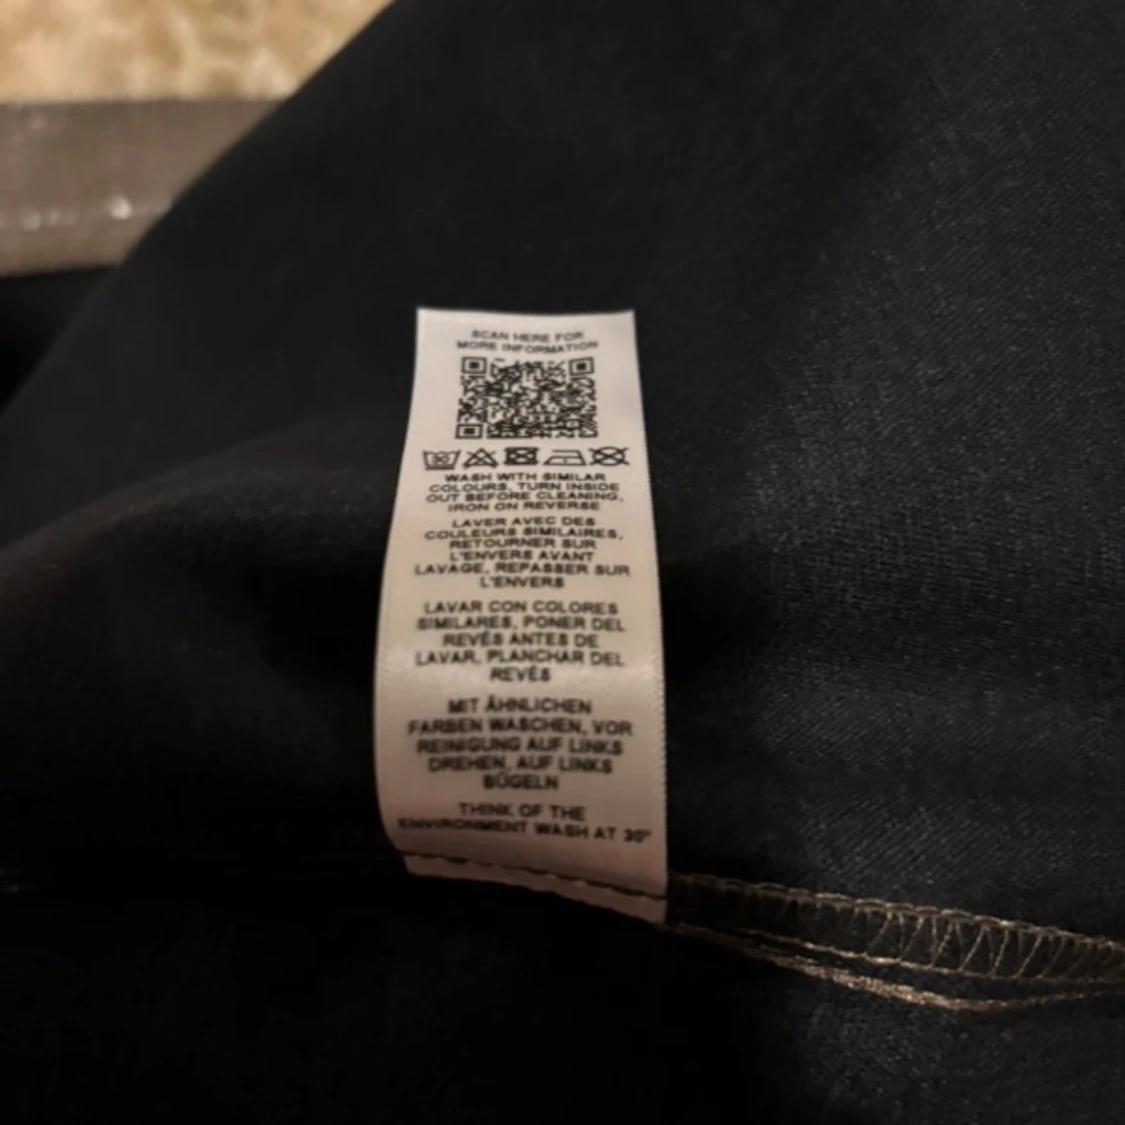 SCAN HERE FOR
MORE INFORMATION
30
WASH WITH SIMILAR
COLOURS, TURN INSIDE
OUT BEFORE CLEANING,
IRON ON REVERSE
LAVER AVEC DES
COULEURS SIMILAIRES,
RETOURNER SUR
L'ENVERS AVANT
LAVAGE, REPASSER SUR
L'ENVERS
LAVAR CON COLORES
SIMILARES, PONER DEL
REVÉS ANTES DE
LAVAR, PLANCHAR DEL
REVÉS
MIT ÄHNLICHEN
FARBEN WASCHEN, VOR
REINIGUNG AUF LINKS
DREHEN, AUF LINKS
BÜGELN
THINK OF THE
ENVIRONMENT WASH AT 30°